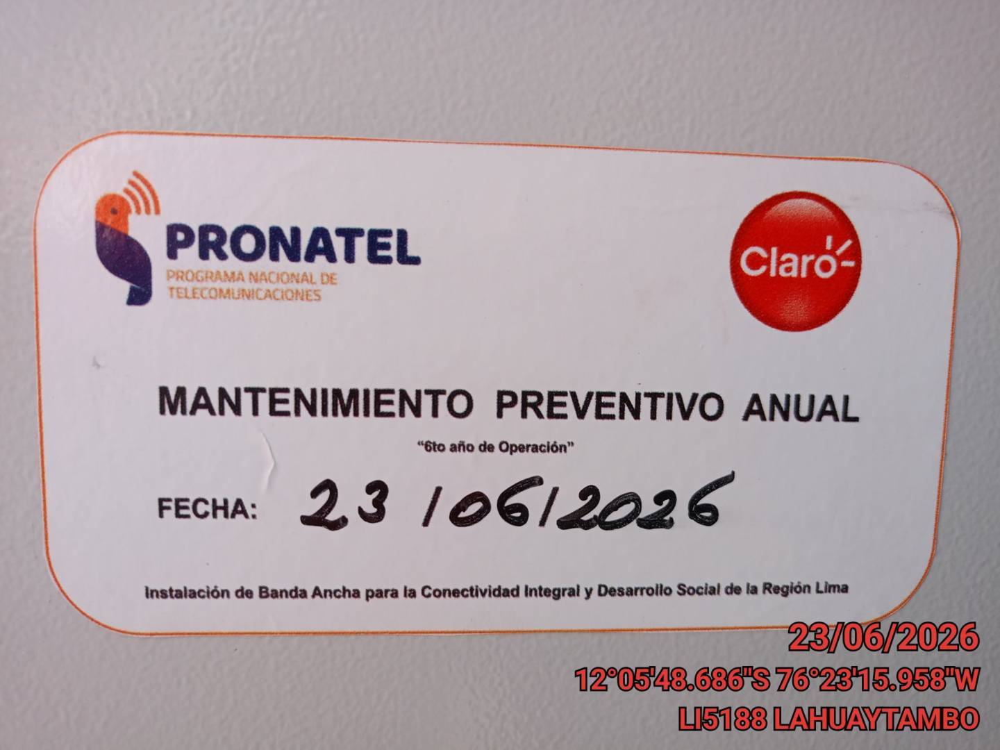 PRONATEL
PROGRAMA NACIONAL DE
TELECOMUNICACIONES
Claro
MANTENIMIENTO PREVENTIVO ANUAL
“6to año de Operación”
FECHA: 23 /06/2026
Instalación de Banda Ancha para la Conectividad Integral y Desarrollo Social de la Región Lima
23/06/2026
12°05'48.686"S 76°23'15.958"W
LI5188 LAHUAYTAMBO